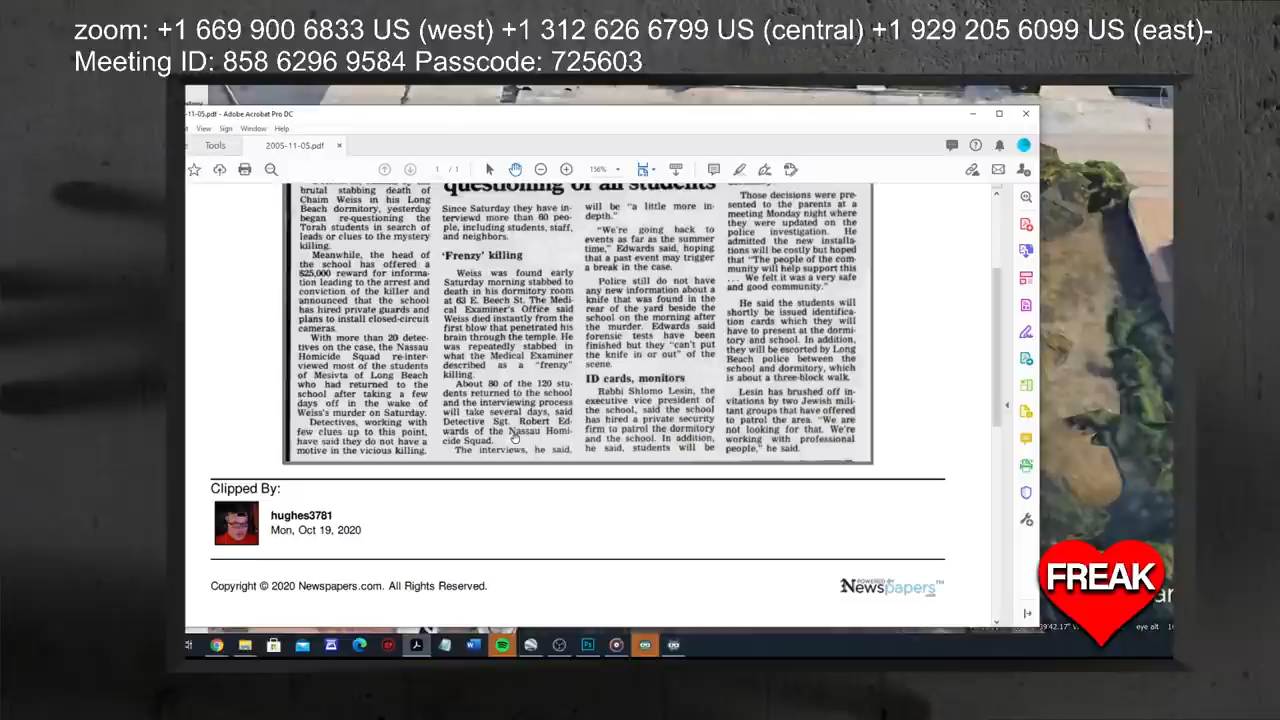 zoom: +1 669 900 6833 US (west) +1 312 626 6799 US (central) +1 929 205 6099 US (east)-
Meeting ID: 858 6296 9584 Passcode: 725603
-11-05.pdf - Adobe Acrobat Pro DC
View Sign Window Help
Tools
2005-11-05.pdf
1 / 1
156%
brutal stabbing death of
Chaim Weiss in his Long
Beach dormitory, yesterday
began re-questioning the
Torah students in search of
leads or clues to the mystery
killing.
Meanwhile, the head of
the school has offered a
$25,000 reward for informa-
tion leading to the arrest and
conviction of the killer and
announced that the school
has hired private guards and
plans to install closed-circuit
cameras.
With more than 20 detec-
tives on the case, the Nassau
Homicide Squad re-inter-
viewed most of the students
of Mesivta of Long Beach
who had returned to the
school after taking a few
days off in the wake of
Weiss's murder on Saturday.
Detectives, working with
few clues up to this point,
have said they do not have a
motive in the vicious killing.
questioning of all students
Since Saturday they have in-
terviewed more than 60 peo-
ple, including students, staff,
and neighbors.
'Frenzy' killing
Weiss was found early
Saturday morning stabbed to
death in his dormitory room
at 63 E. Beech St. The Medi-
cal Examiner's Office said
Weiss died instantly from the
first blow that penetrated his
brain through the temple. He
was repeatedly stabbed in
what the Medical Examiner
described as a "frenzy"
killing.
About 80 of the 120 stu-
dents returned to the school
and the interviewing process
will take several days, said
Detective Sgt. Robert Ed-
wards of the Nassau Homi-
cide Squad.
The interviews, he said,
will be "a little more in-
depth."
"We're going back to
events as far as the summer
time," Edwards said, hoping
that a past event may trigger
a break in the case.
Police still do not have
any new information about a
knife that was found in the
rear of the yard beside the
school on the morning after
the murder. Edwards said
forensic tests have been
finished but they "can't put
the knife in or out" of the
scene.
ID cards, monitors
Rabbi Shlomo Lexin, the
executive vice president of
the school, said the school
has hired a private security
firm to patrol the dormitory
and the school. In addition,
he said, students will be
Those decisions were pre-
sented to the parents at a
meeting Monday night where
they were updated on the
police investigation. He
admitted the new installa-
tions will be costly but hoped
that "The people of the com-
munity will help support this
... We felt it was a very safe
and good community."
He said the students will
shortly be issued identifica-
tion cards which they will
have to present at the dormi-
tory and school. In addition,
they will be escorted by Long
Beach police between the
school and dormitory, which
is about a three-block walk.
Lexin has brushed off in-
vitations by two Jewish mili-
tant groups that have offered
to patrol the area. "We are
not looking for that. We're
working with professional
people," he said.
Clipped By:
hughes3781
Mon, Oct 19, 2020
Copyright © 2020 Newspapers.com. All Rights Reserved.
POWERED BY
Newspapers
FREAK
eye alt